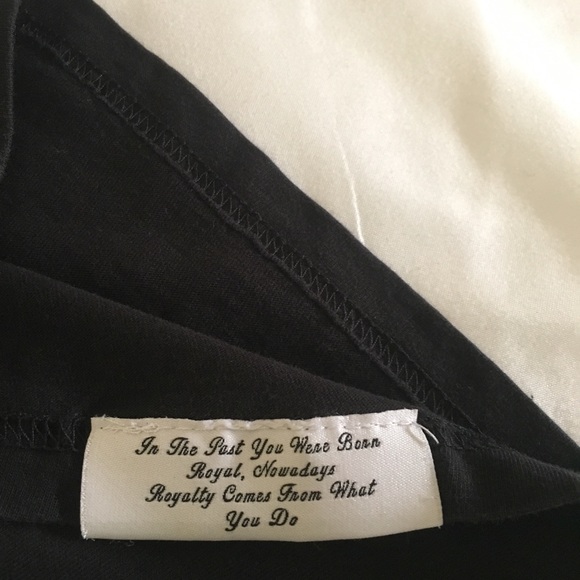 In The Past You Were Born
Royal, Nowadays
Royalty Comes From What
You Do